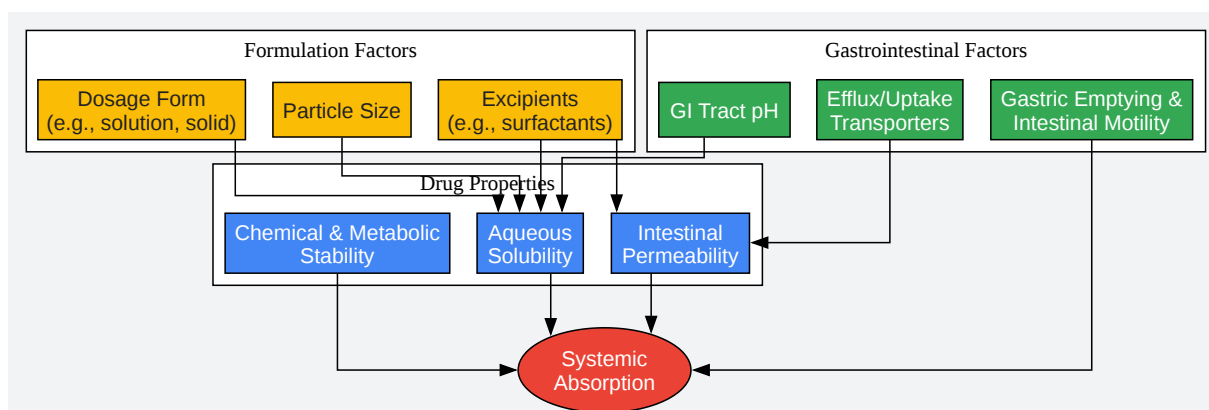 Formulation Factors
Gastrointestinal Factors
Dosage Form
(e.g., solution, solid)
Particle Size
Excipients
(e.g., surfactants)
GI Tract pH
Efflux/Uptake
Transporters
Gastric Emptying &
Intestinal Motility
Drug Properties
Chemical & Metabolic
Stability
Aqueous
Solubility
Intestinal
Permeability
Systemic
Absorption